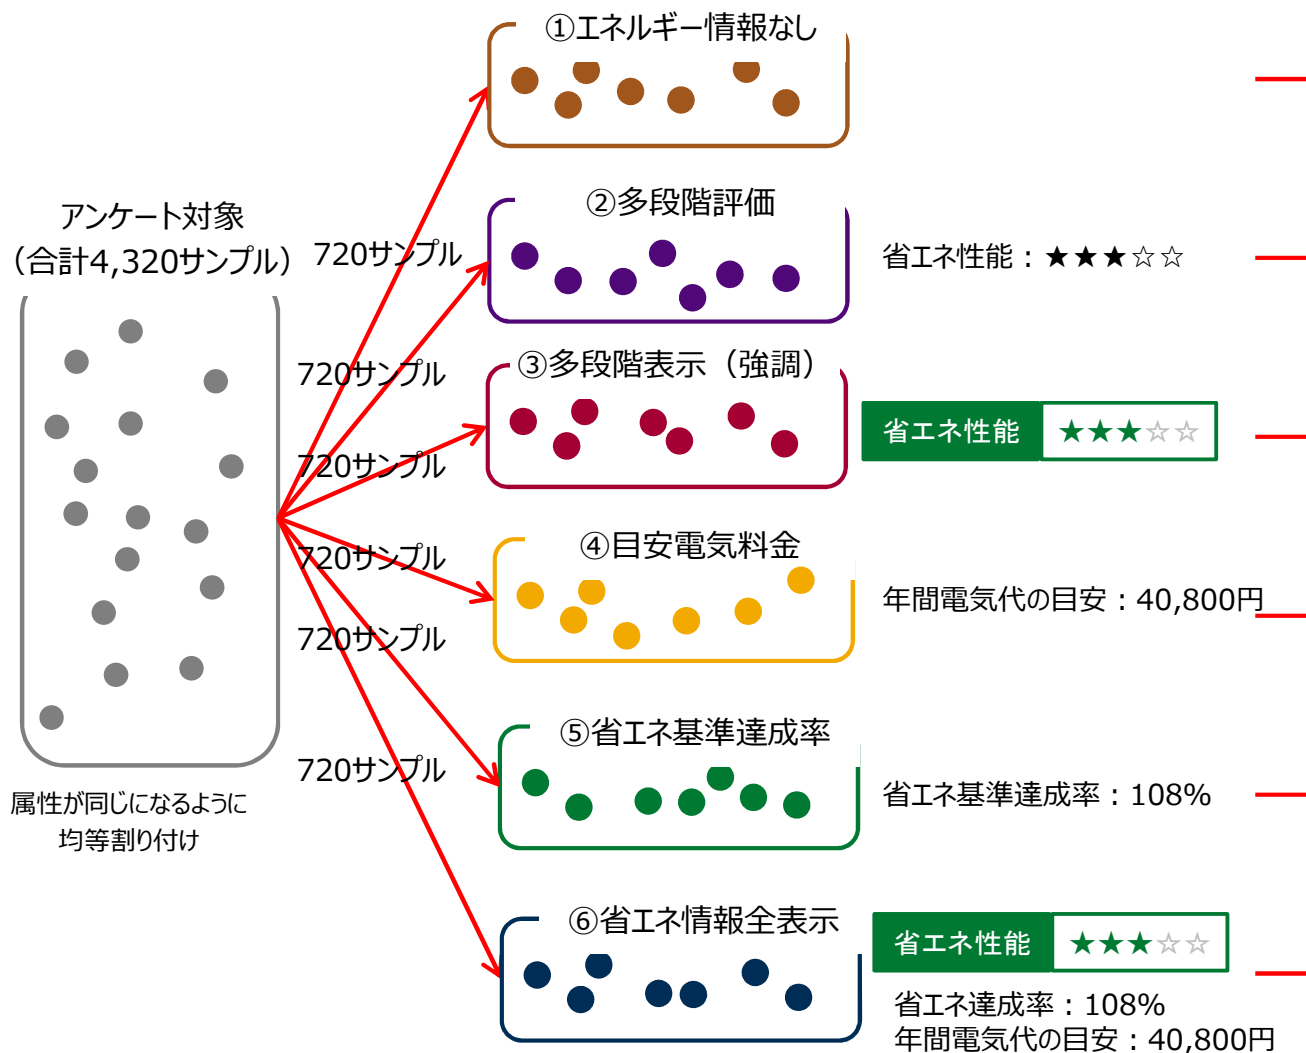 アンケート対象
（合計4,320サンプル）
属性が同じになるように
均等割り付け
720サンプル
720サンプル
720サンプル
720サンプル
720サンプル
720サンプル
①エネルギー情報なし
②多段階評価
省エネ性能：★★★☆☆
③多段階表示（強調）
省エネ性能 ★★★☆☆
④目安電気料金
年間電気代の目安：40,800円
⑤省エネ基準達成率
省エネ基準達成率：108%
⑥省エネ情報全表示
省エネ性能 ★★★☆☆
省エネ達成率：108%
年間電気代の目安：40,800円